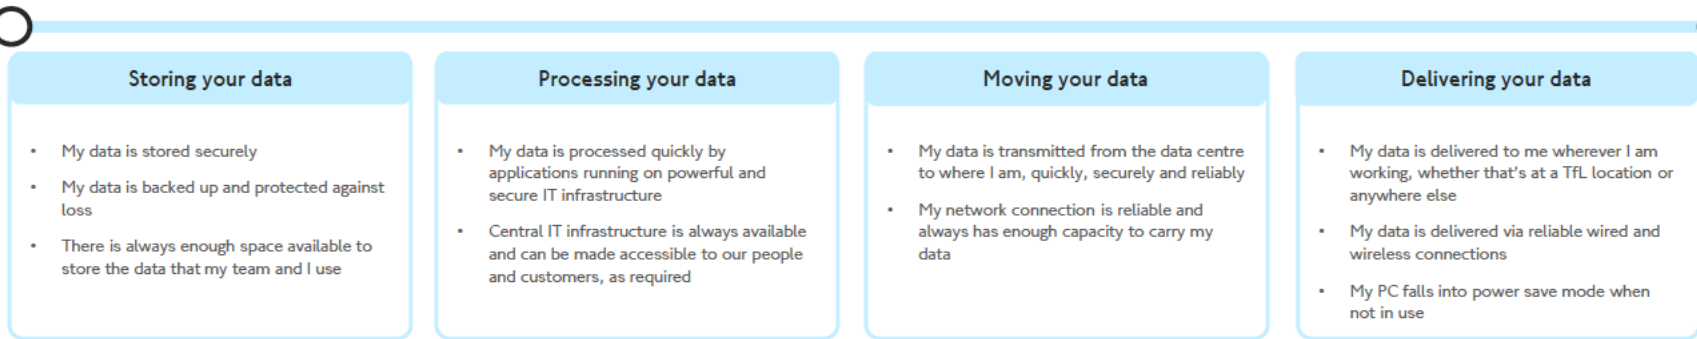 Storing your data
• My data is stored securely
• My data is backed up and protected against
loss
• There is always enough space available to
store the data that my team and I use
Processing your data
• My data is processed quickly by
applications running on powerful and
secure IT infrastructure
• Central IT infrastructure is always available
and can be made accessible to our people
and customers, as required
Moving your data
• My data is transmitted from the data centre
to where I am, quickly, securely and reliably
• My network connection is reliable and
always has enough capacity to carry my
data
Delivering your data
• My data is delivered to me wherever I am
working, whether that's at a TfL location or
anywhere else
• My data is delivered via reliable wired and
wireless connections
• My PC falls into power save mode when
not in use